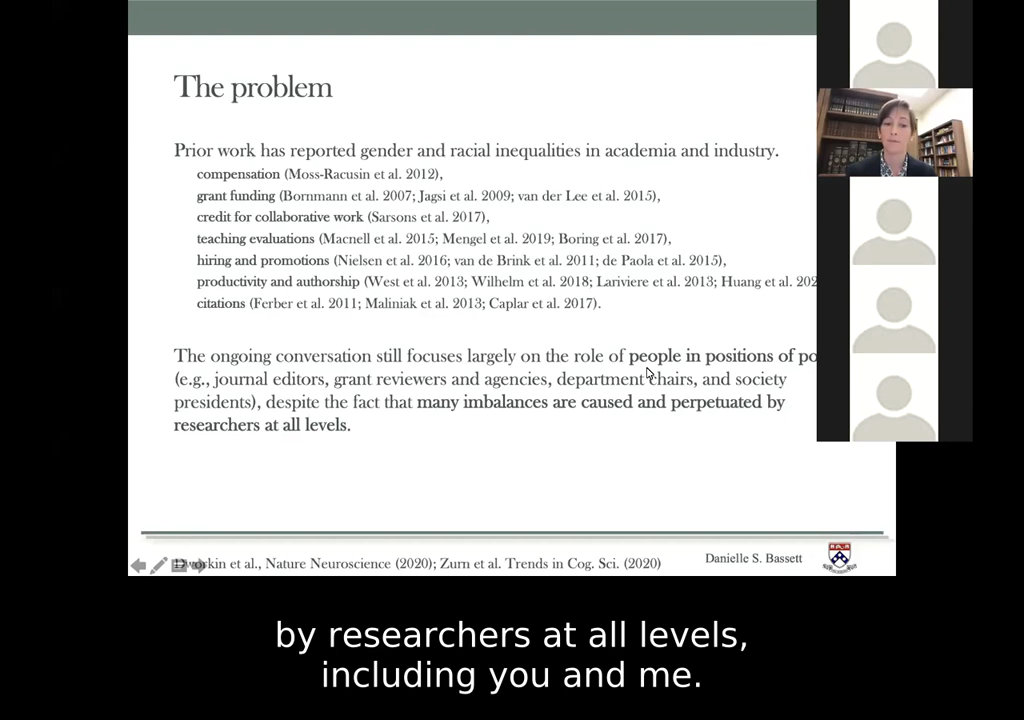 The problem
Prior work has reported gender and racial inequalities in academia and industry.
compensation (Moss-Racusin et al. 2012),
grant funding (Bornmann et al. 2007; Jagsi et al. 2009; van der Lee et al. 2015),
credit for collaborative work (Sarsons et al. 2017),
teaching evaluations (Macnell et al. 2015; Mengel et al. 2019; Boring et al. 2017),
hiring and promotions (Nielsen et al. 2016; van de Brink et al. 2011; de Paola et al. 2015),
productivity and authorship (West et al. 2013; Wilhelm et al. 2018; Lariviere et al. 2013; Huang et al. 202
citations (Ferber et al. 2011; Maliniak et al. 2013; Caplar et al. 2017).
The ongoing conversation still focuses largely on the role of people in positions of po
(e.g., journal editors, grant reviewers and agencies, department chairs, and society
presidents), despite the fact that many imbalances are caused and perpetuated by
researchers at all levels.
Dworkin et al., Nature Neuroscience (2020); Zurn et al. Trends in Cog. Sci. (2020)
Danielle S. Bassett
by researchers at all levels,
including you and me.